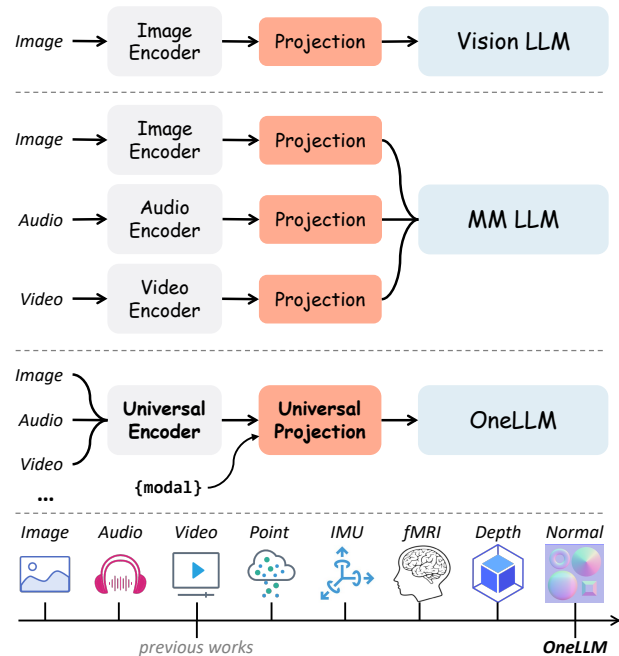 Image
Image
Encoder
Projection
Vision LLM
Image
Image
Encoder
Projection
Audio
Audio
Encoder
Projection
MM LLM
Video
Video
Encoder
Projection
Image
Audio
Video
...
Universal
Encoder
{modal}
Universal
Projection
OneLLM
Image Audio Video Point IMU fMRI Depth Normal
previous works
OneLLM